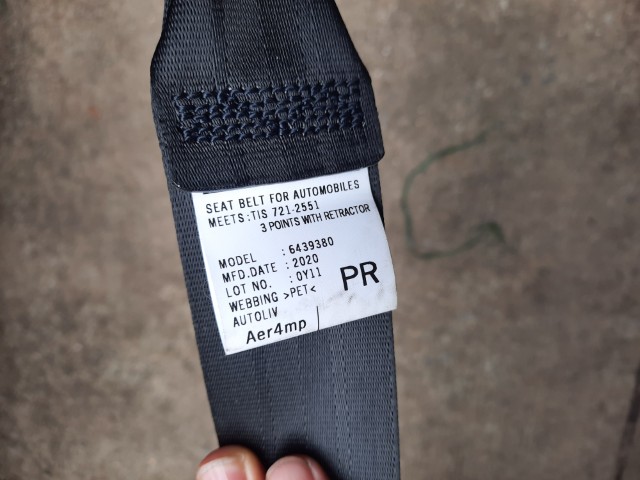 SEAT BELT FOR AUTOMOBILES
MEETS:TIS 721-2551
3 POINTS WITH RETRACTOR
MODEL : 6439380
MFD.DATE : 2020
LOT NO. : 0Y11
WEBBING >PET<
PR
AUTOLIV
Aer4mp